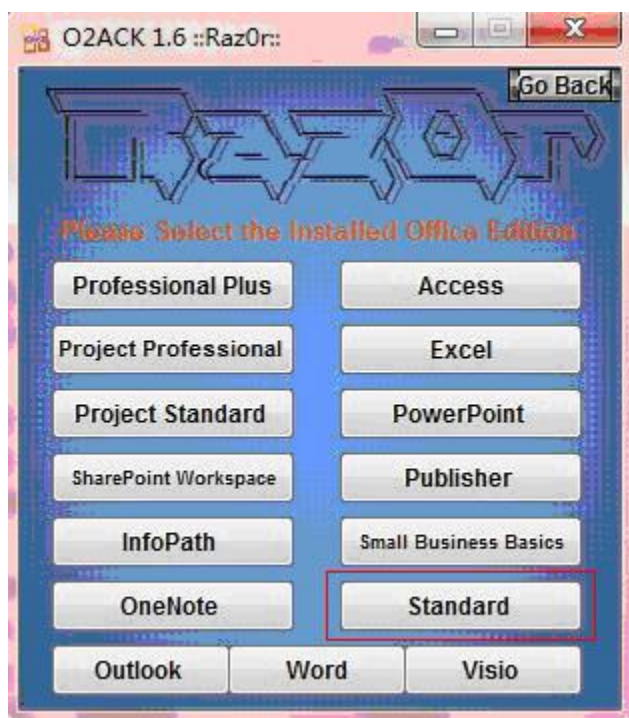 O2ACK 1.6 ::Raz0r::
Go Back
RAZ0r
Please Select the Installed Office Edition
Professional Plus
Access
Project Professional
Excel
Project Standard
PowerPoint
SharePoint Workspace
Publisher
InfoPath
Small Business Basics
OneNote
Standard
Outlook
Word
Visio